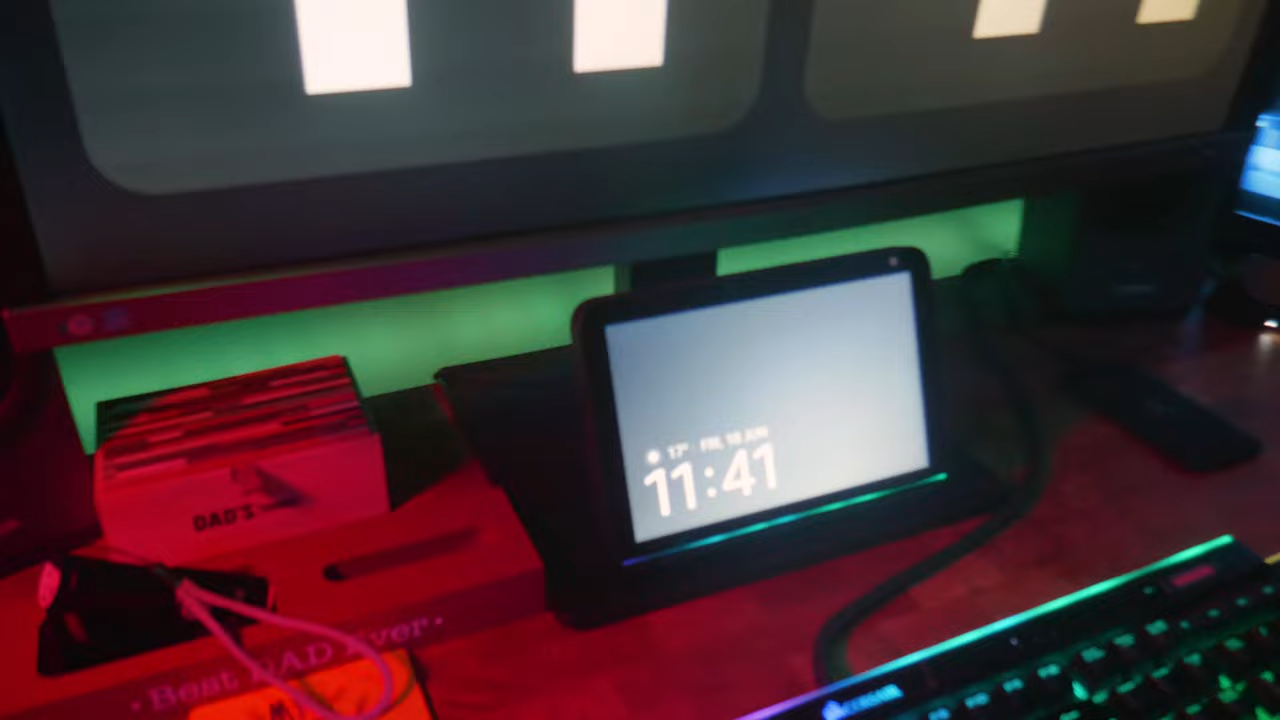 17° FRI, 18 JUN
11:41
DAD'S
·Best DAD Ever·
CORSAIR